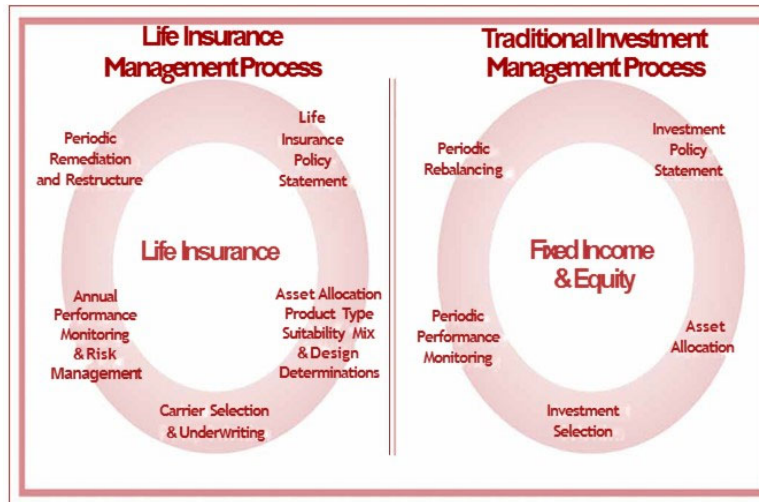 Life Insurance
Management Process
Life
Insurance
Policy
Statement
Asset Allocation
Product Type
Suitability Mix
& Design
Determinations
Carrier Selection
& Underwriting
Annual
Performance
Monitoring
& Risk
Management
Periodic
Remediation
and Restructure
Life Insurance
Traditional Investment
Management Process
Investment
Policy
Statement
Asset
Allocation
Investment
Selection
Periodic
Performance
Monitoring
Periodic
Rebalancing
Fixed Income
& Equity